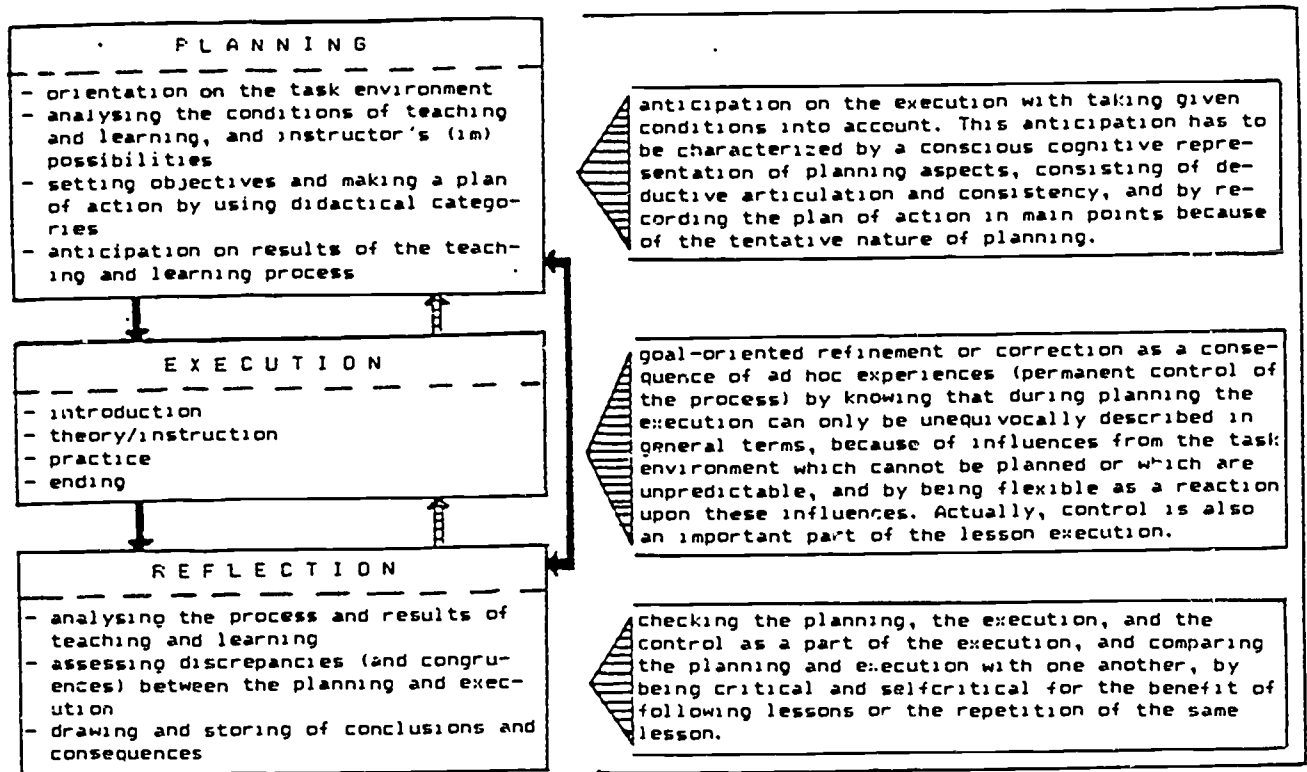 PLANNING
- orientation on the task environment
- analysing the conditions of teaching
and learning, and instructor's (im)
possibilities
- setting objectives and making a plan
of action by using didactical catego-
ries
- anticipation on results of the teach-
ing and learning process
anticipation on the execution with taking given
conditions into account. This anticipation has to
be characterized by a conscious cognitive repre-
sentation of planning aspects, consisting of de-
ductive articulation and consistency, and by re-
cording the plan of action in main points because
of the tentative nature of planning.
EXECUTION
- introduction
- theory/instruction
- practice
- ending
goal-oriented refinement or correction as a conse-
quence of ad hoc experiences (permanent control of
the process) by knowing that during planning the
execution can only be unequivocally described in
general terms, because of influences from the task
environment which cannot be planned or which are
unpredictable, and by being flexible as a reaction
upon these influences. Actually, control is also
an important part of the lesson execution.
REFLECTION
- analysing the process and results of
teaching and learning
- assessing discrepancies (and congru-
ences) between the planning and exec-
ution
- drawing and storing of conclusions and
consequences
checking the planning, the execution, and the
control as a part of the execution, and comparing
the planning and execution with one another, by
being critical and selfcritical for the benefit of
following lessons or the repetition of the same
lesson.